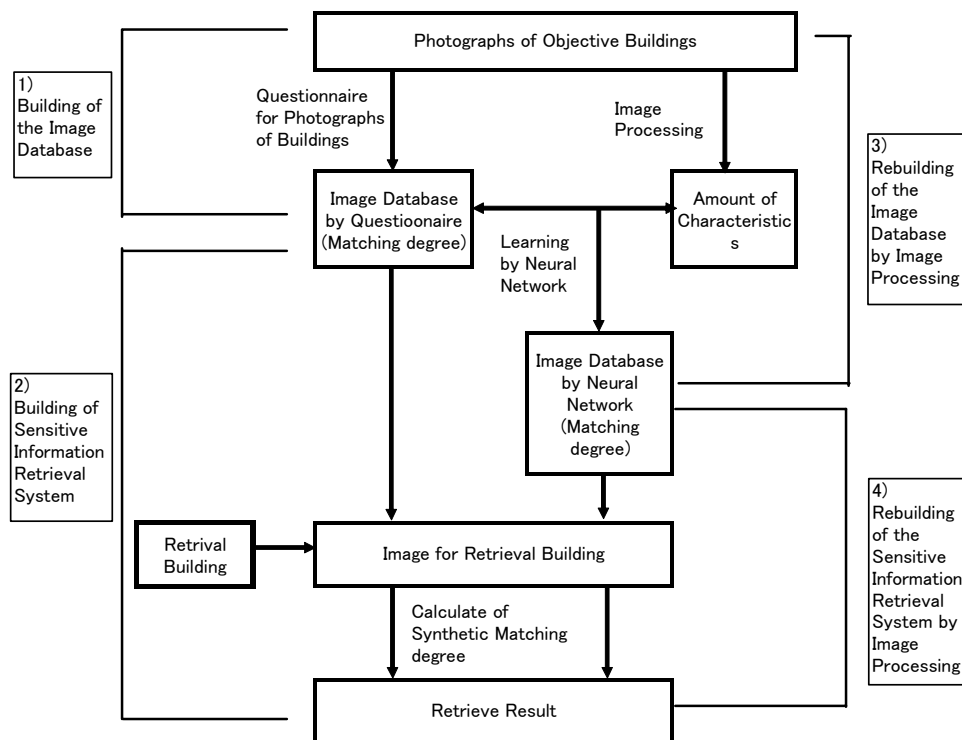 Photographs of Objective Buildings
1)
Building of
the Image
Database
Questionnaire
for Photographs
of Buildings
Image
Processing
3)
Rebuilding
of the
Image
Database
by Image
Processing
Image Database
by Questioonaire
(Matching degree)
Amount of
Characteristic
s
Learning
by Neural
Network
Image Database
by Neural
Network
(Matching
degree)
2)
Building of
Sensitive
Information
Retrieval
System
4)
Rebuilding
of the
Sensitive
Information
Retrieval
System by
Image
Processing
Retrival
Building
Image for Retrieval Building
Calculate of
Synthetic Matching
degree
Retrieve Result